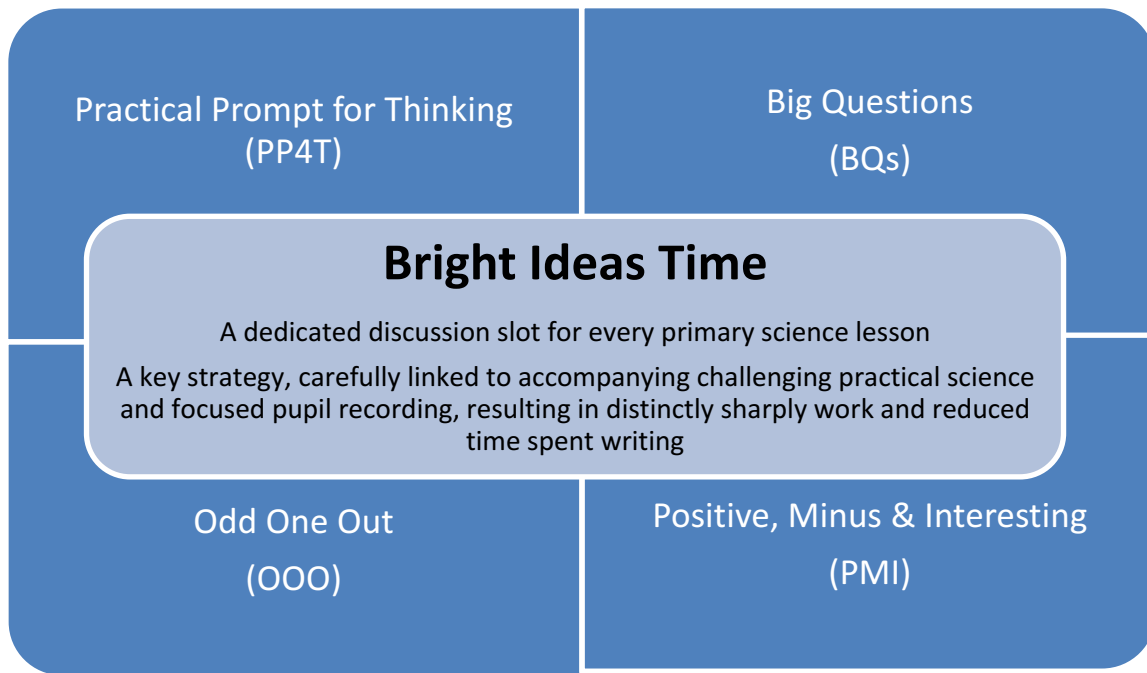 Practical Prompt for Thinking
(PP4T)
Big Questions
(BQs)
Bright Ideas Time
A dedicated discussion slot for every primary science lesson
A key strategy, carefully linked to accompanying challenging practical science
and focused pupil recording, resulting in distinctly sharply work and reduced
time spent writing
Odd One Out
(OOO)
Positive, Minus & Interesting
(PMI)